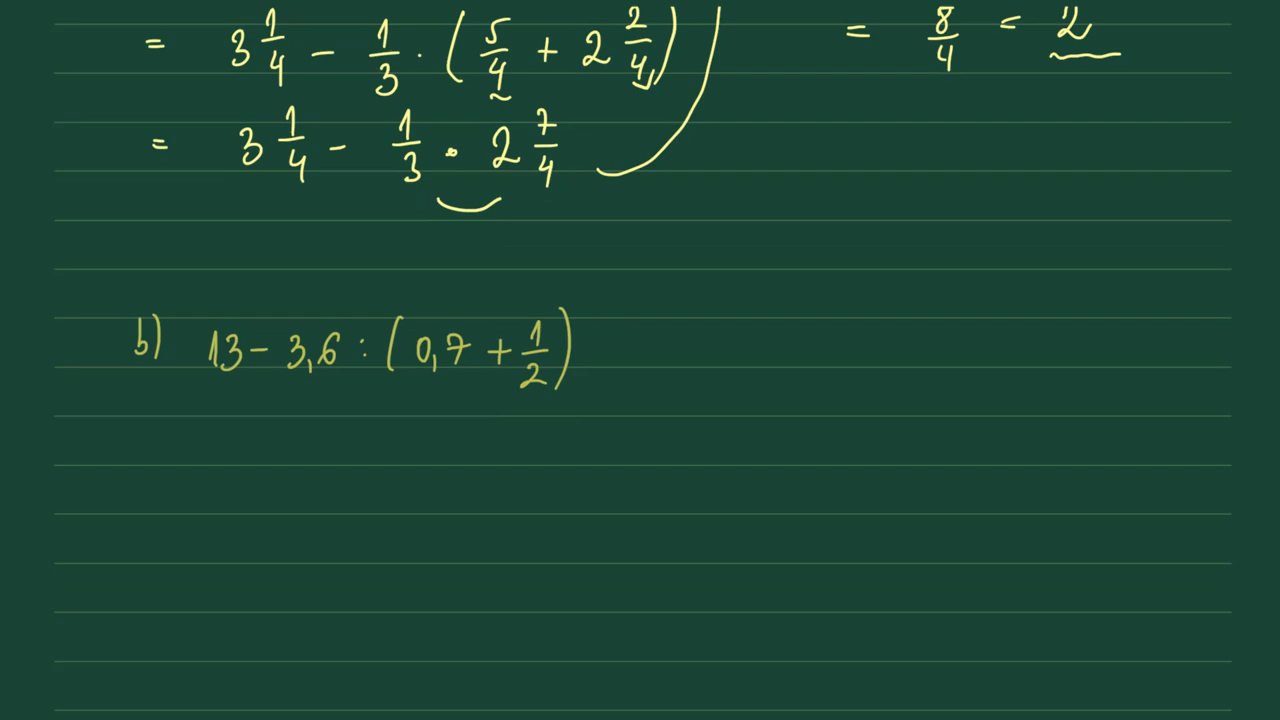 = 3 1/4 − 1/3 · (5/4 + 2 2/4)
= 3 1/4 − 1/3 · 2 7/4
= 8/4 = 2
b) 13 − 3,6 : (0,7 + 1/2)